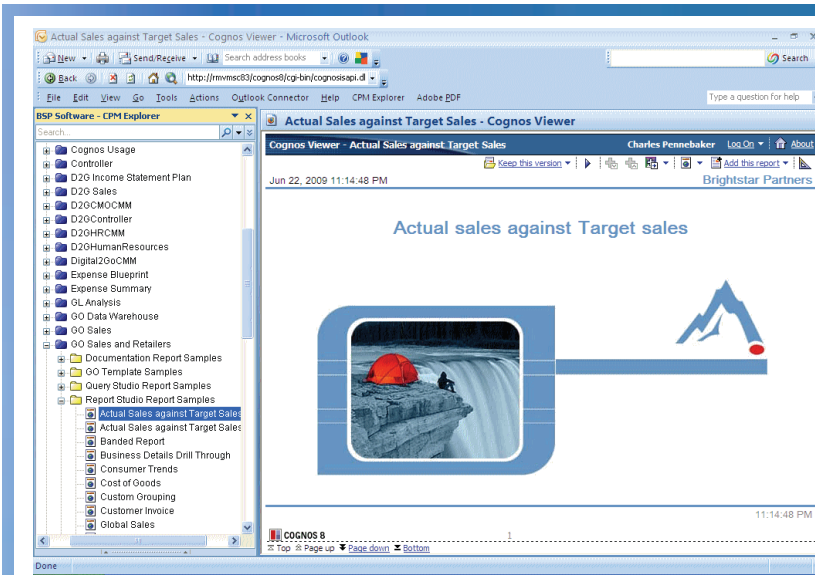 Actual Sales against Target Sales - Cognos Viewer - Microsoft Outlook
New Send/Receive Search address books Search
Back http://rmvmsc83/cognos8/cgi-bin/cognosisapi.dl
File Edit View Go Tools Actions Outlook Connector Help CPM Explorer Adobe PDF Type a question for help
BSP Software - CPM Explorer
Search...
Cognos Usage
Controller
D2G Income Statement Plan
D2G Sales
D2GCMOCMM
D2GController
D2GHRCMM
D2GHumanResources
Digital2GoCMM
Expense Blueprint
Expense Summary
GL Analysis
GO Data Warehouse
GO Sales
GO Sales and Retailers
Documentation Report Samples
GO Template Samples
Query Studio Report Samples
Report Studio Report Samples
Actual Sales against Target Sales
Actual Sales against Target Sales
Banded Report
Business Details Drill Through
Consumer Trends
Cost of Goods
Custom Grouping
Customer Invoice
Global Sales
Actual Sales against Target Sales - Cognos Viewer
Cognos Viewer - Actual Sales against Target Sales Charles Pennebaker Log On About
Keep this version Add this report
Jun 22, 2009 11:14:48 PM Brightstar Partners
Actual sales against Target sales
11:14:48 PM
COGNOS 8 1
Top Page up Page down Bottom
Done